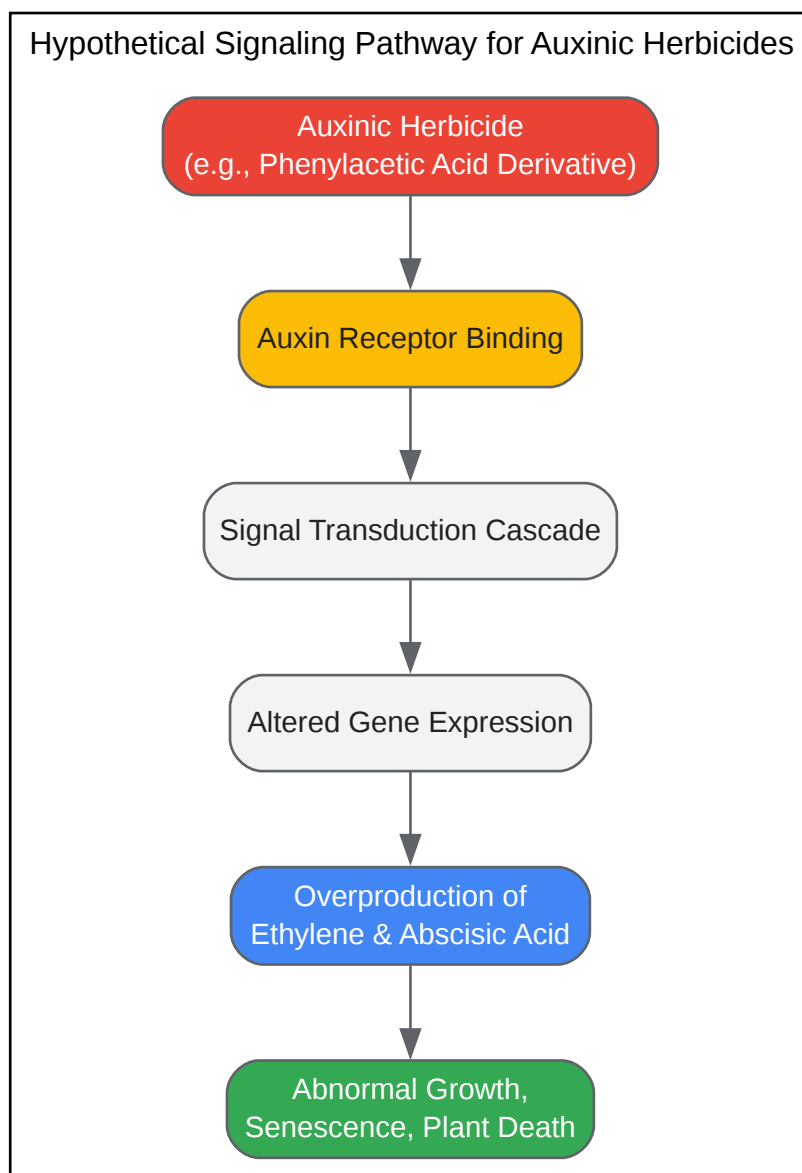 Hypothetical Signaling Pathway for Auxinic Herbicides
Auxinic Herbicide
(e.g., Phenylacetic Acid Derivative)
Auxin Receptor Binding
Signal Transduction Cascade
Altered Gene Expression
Overproduction of
Ethylene & Abscisic Acid
Abnormal Growth,
Senescence, Plant Death